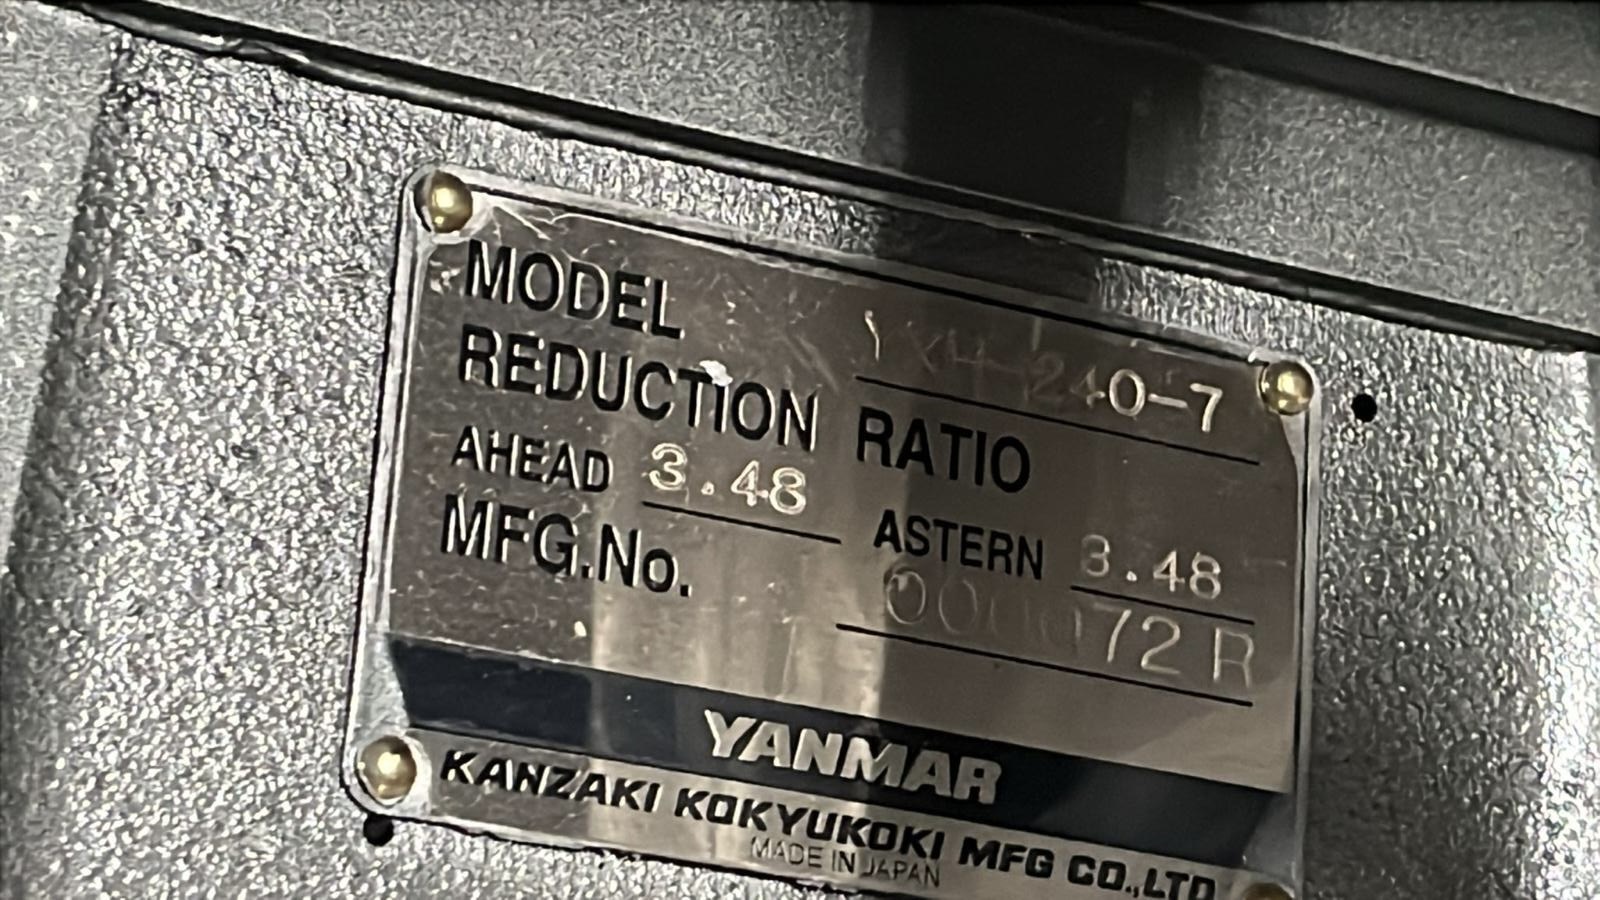 MODEL YXH-240-7
REDUCTION RATIO
AHEAD 3.48 ASTERN 3.48
MFG.No. 000072R
YANMAR
KANZAKI KOKYUKOKI MFG CO.,LTD
MADE IN JAPAN